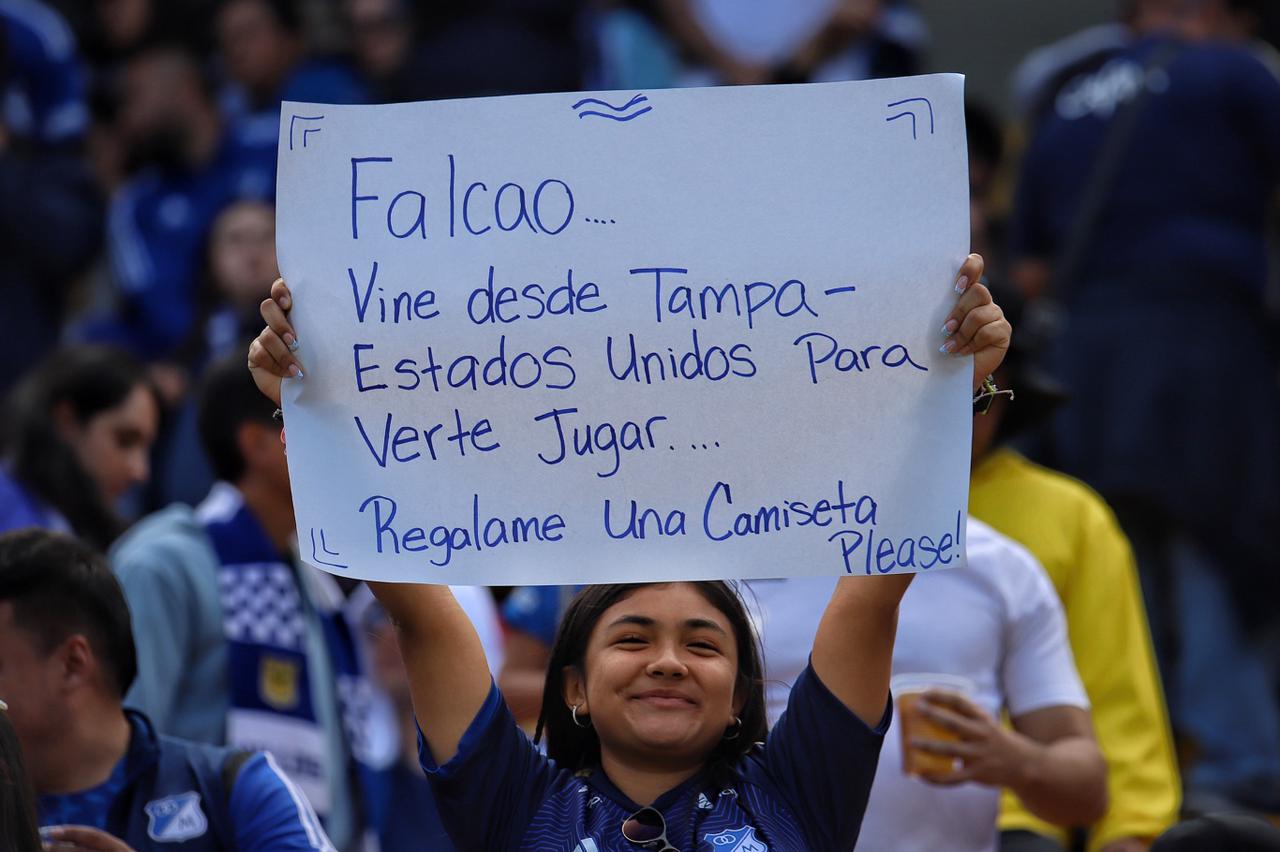 Falcao....
Vine desde Tampa-
Estados Unidos Para
Verte Jugar....
Regalame Una Camiseta
Please!